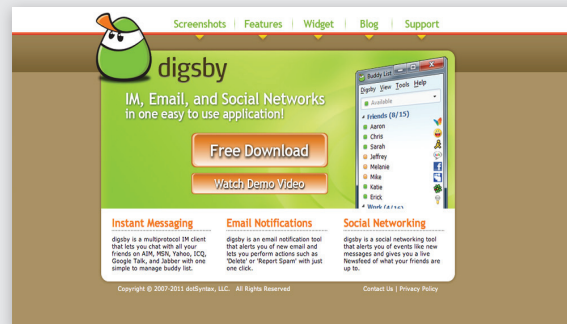 Screenshots | Features | Widget | Blog | Support
digsby
IM, Email, and Social Networks
in one easy to use application!
Free Download
Watch Demo Video
Buddy List
Digsby View Tools Help
Available
Friends (8/15)
Aaron
Chris
Sarah
Jeffrey
Melanie
Mike
Katie
Erick
Work (4/16)
Instant Messaging
digsby is a multiprotocol IM client
that lets you chat with all your
friends on AIM, MSN, Yahoo, ICQ,
Google Talk, and Jabber with one
simple to manage buddy list.
Email Notifications
digsby is an email notification tool
that alerts you of new email and
lets you perform actions such as
'Delete' or 'Report Spam' with just
one click.
Social Networking
digsby is a social networking tool
that alerts you of events like new
messages and gives you a live
Newsfeed of what your friends are
up to.
Copyright © 2007-2011 dotSyntax, LLC. All Rights Reserved
Contact Us | Privacy Policy